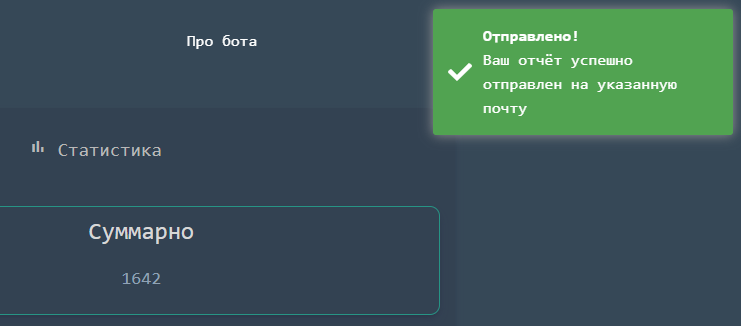 Про бота
Отправлено!
Ваш отчёт успешно
отправлен на указанную
почту
Статистика
Суммарно
1642